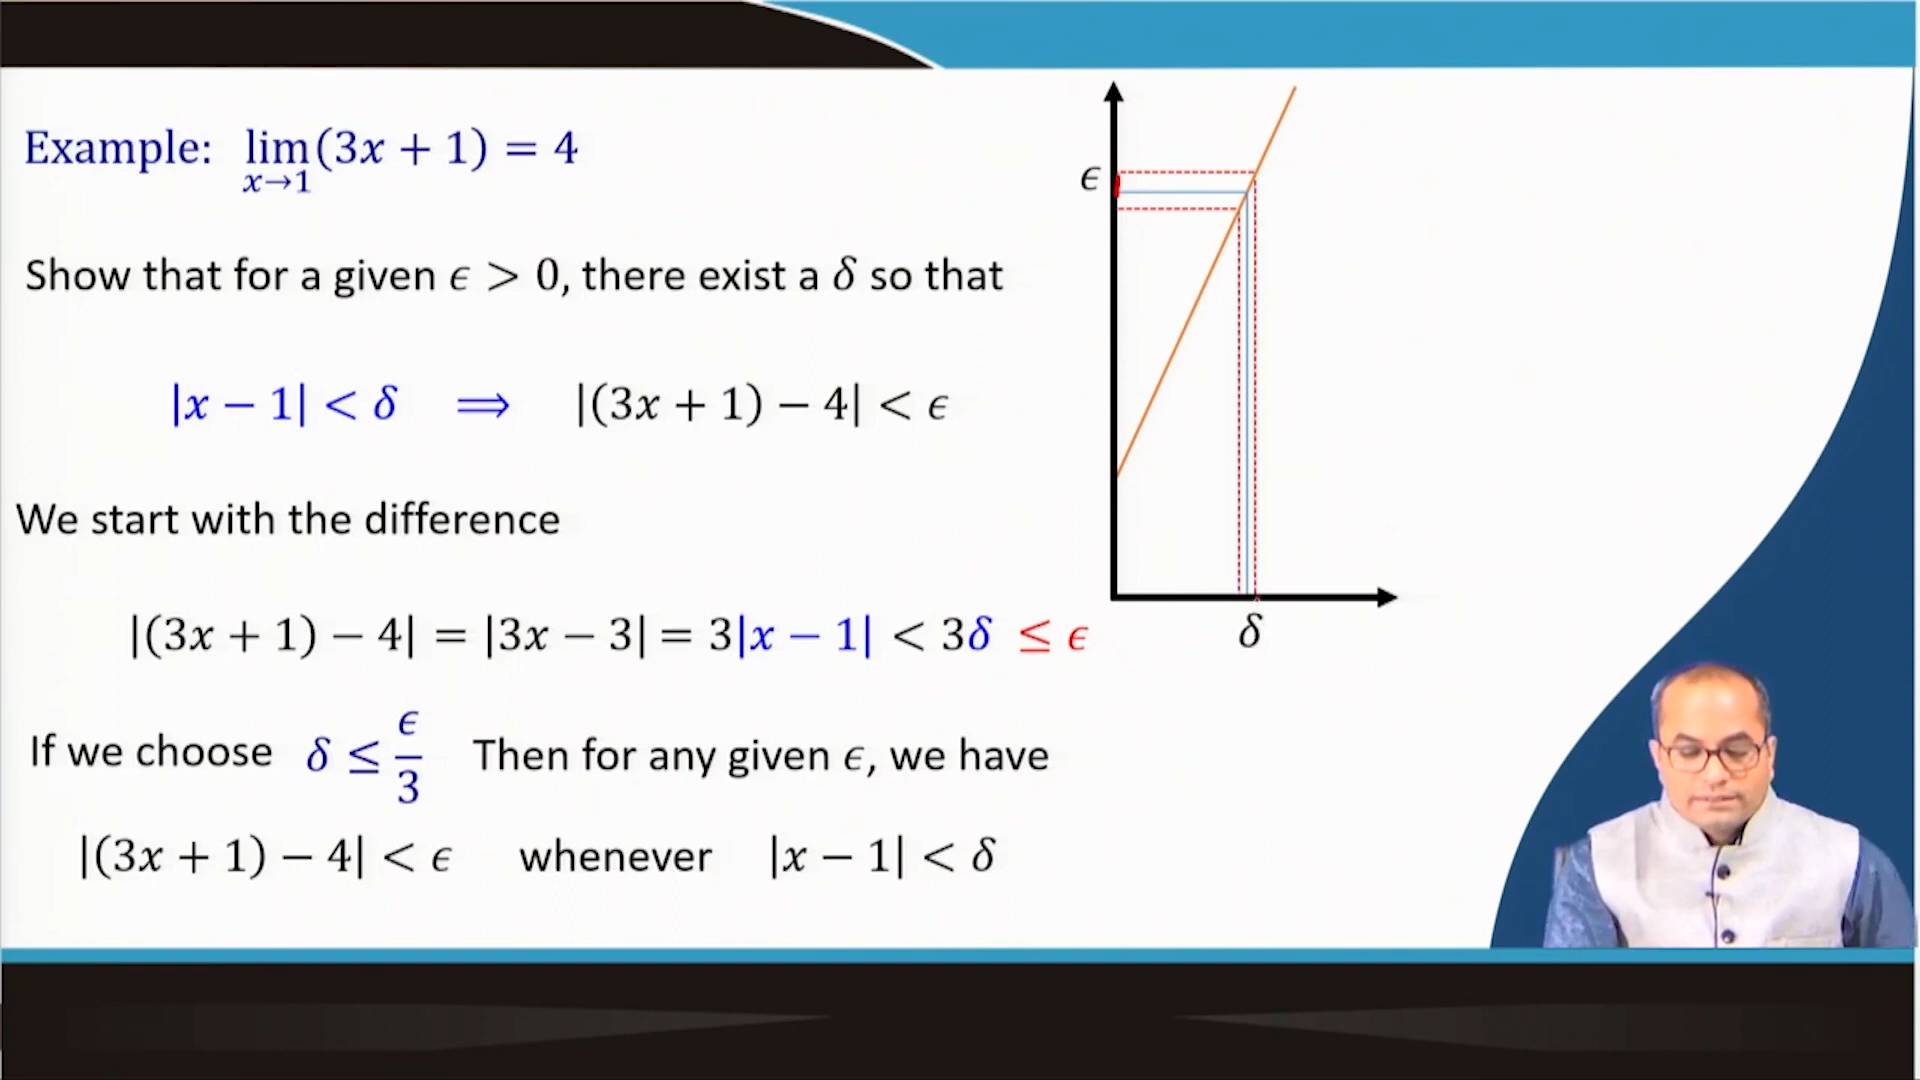 Example: lim(3x + 1) = 4
x→1
Show that for a given ϵ > 0, there exist a δ so that
|x − 1| < δ ⟹ |(3x + 1) − 4| < ϵ
We start with the difference
|(3x + 1) − 4| = |3x − 3| = 3|x − 1| < 3δ ≤ ϵ
If we choose δ ≤ ϵ/3 Then for any given ϵ, we have
|(3x + 1) − 4| < ϵ whenever |x − 1| < δ
ϵ
δ